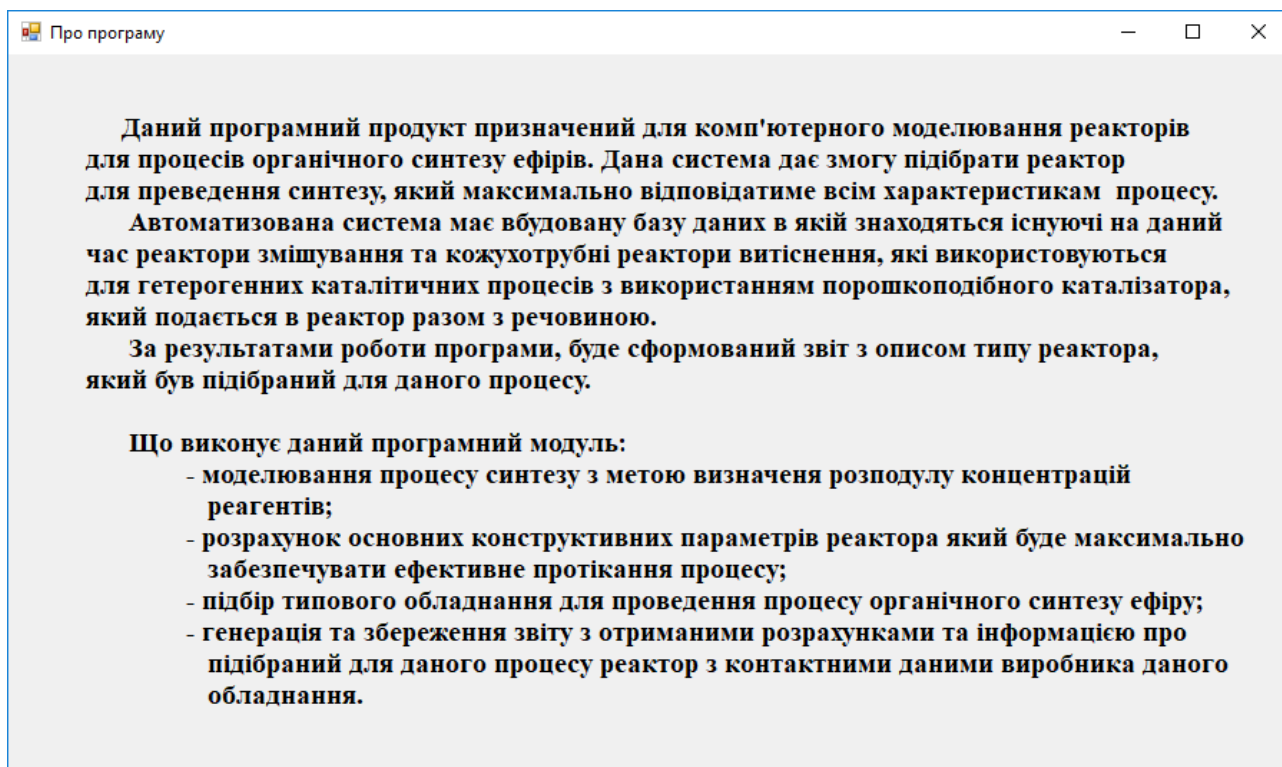 Про програму
Даний програмний продукт призначений для комп'ютерного моделювання реакторів
для процесів органічного синтезу ефірів. Дана система дає змогу підібрати реактор
для преведення синтезу, який максимально відповідатиме всім характеристикам процесу.
Автоматизована система має вбудовану базу даних в якій знаходяться існуючі на даний
час реактори змішування та кожухотрубні реактори витіснення, які використовуються
для гетерогенних каталітичних процесів з використанням порошкоподібного каталізатора,
який подається в реактор разом з речовиною.
За результатами роботи програми, буде сформований звіт з описом типу реактора,
який був підібраний для даного процесу.
Що виконує даний програмний модуль:
- моделювання процесу синтезу з метою визначеня розподулу концентрацій
реагентів;
- розрахунок основних конструктивних параметрів реактора який буде максимально
забезпечувати ефективне протікання процесу;
- підбір типового обладнання для проведення процесу органічного синтезу ефіру;
- генерація та збереження звіту з отриманими розрахунками та інформацією про
підібраний для даного процесу реактор з контактними даними виробника даного
обладнання.